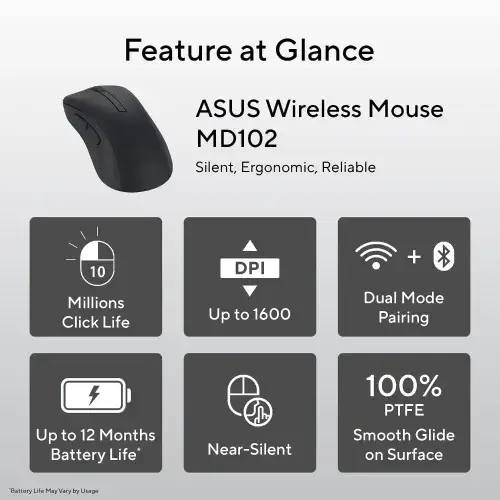 Feature at Glance
ASUS Wireless Mouse
MD102
Silent, Ergonomic, Reliable
10
Millions
Click Life
DPI
Up to 1600
+
Dual Mode
Pairing
Up to 12 Months
Battery Life*
Near-Silent
100%
PTFE
Smooth Glide
on Surface
*Battery Life May Vary by Usage